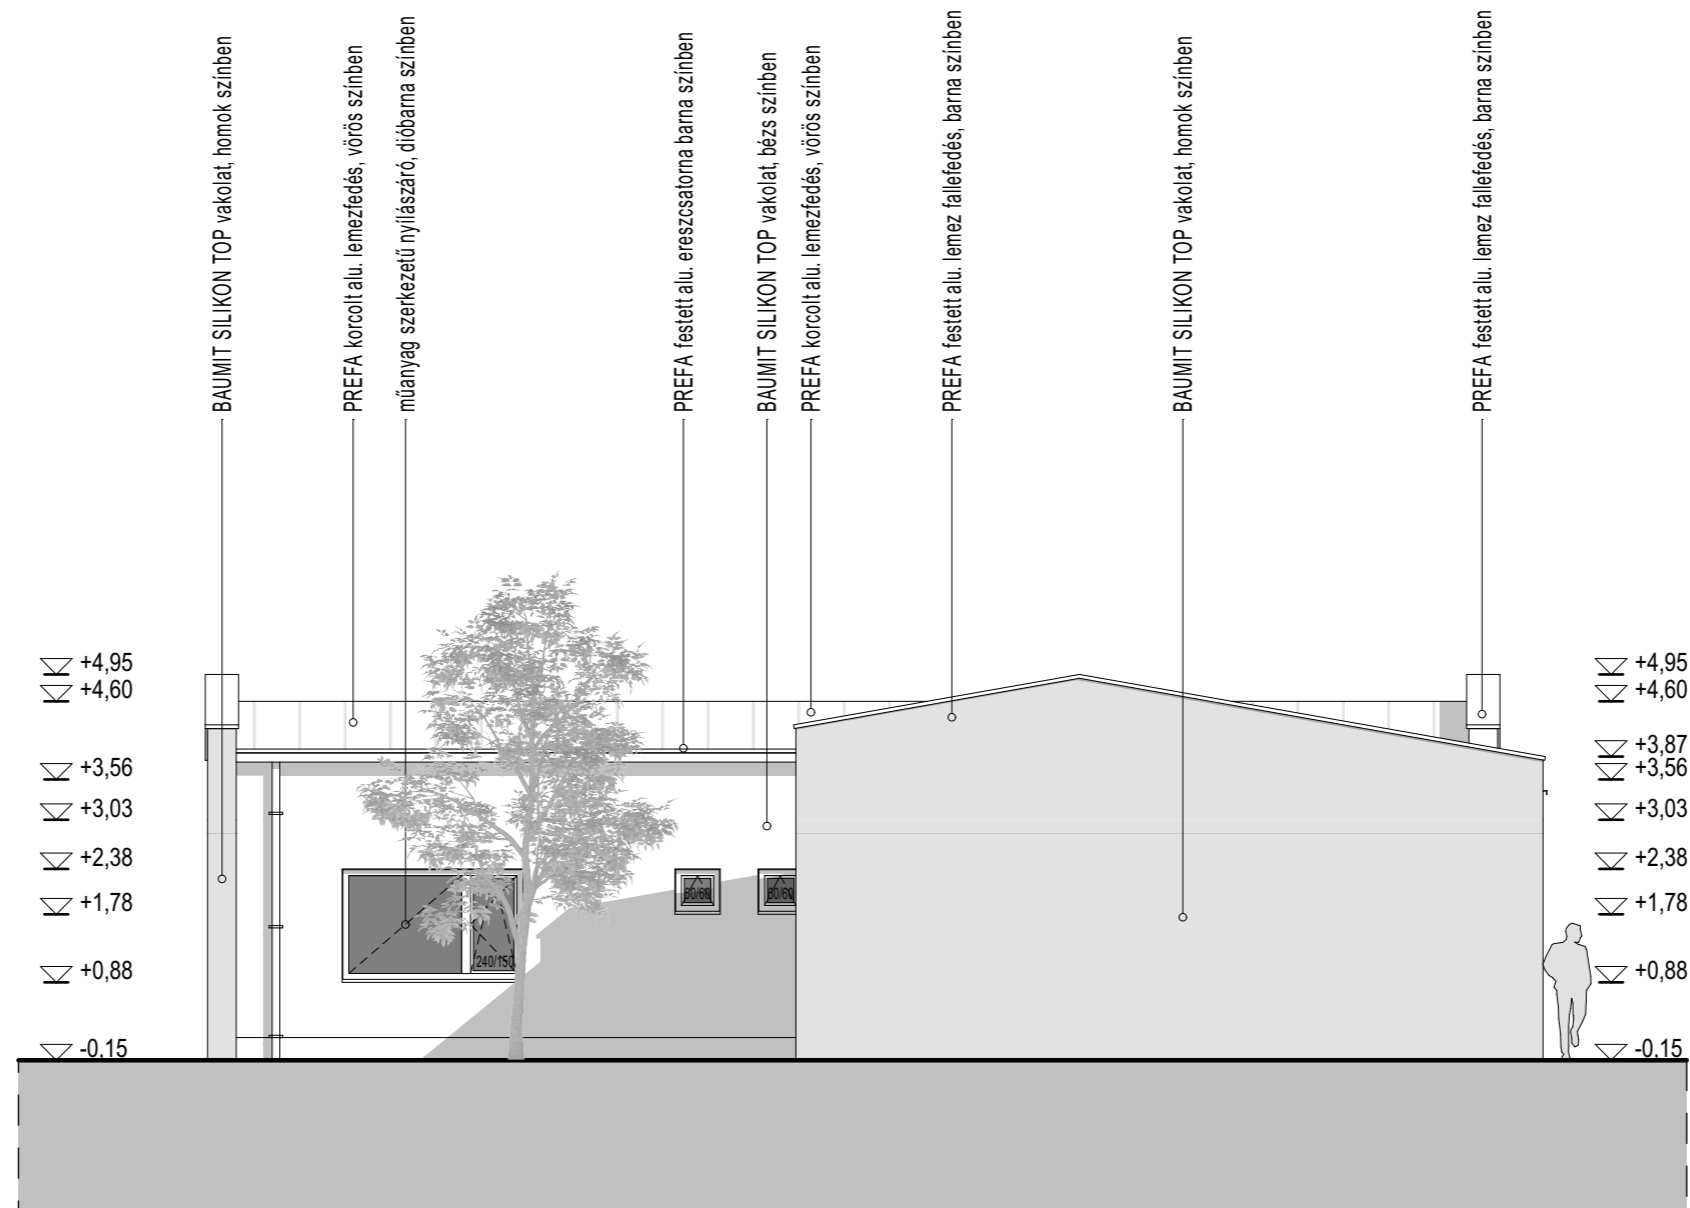 BAUMIT SILIKON TOP vakolat, homok színben
PREFA korcolt alu. lemezfedés, vörös színben
műanyag szerkezetű nyílászáró, dióbarna színben
PREFA festett alu. ereszcsatorna barna színben
BAUMIT SILIKON TOP vakolat, bézs színben
PREFA korcolt alu. lemezfedés, vörös színben
PREFA festett alu. lemez fallefedés, barna színben
BAUMIT SILIKON TOP vakolat, homok színben
PREFA festett alu. lemez fallefedés, barna színben
+4,95
+4,60
+3,56
+3,03
+2,38
+1,78
+0,88
-0,15
240/150
60/60
60/60
+4,95
+4,60
+3,87
+3,56
+3,03
+2,38
+1,78
+0,88
-0,15